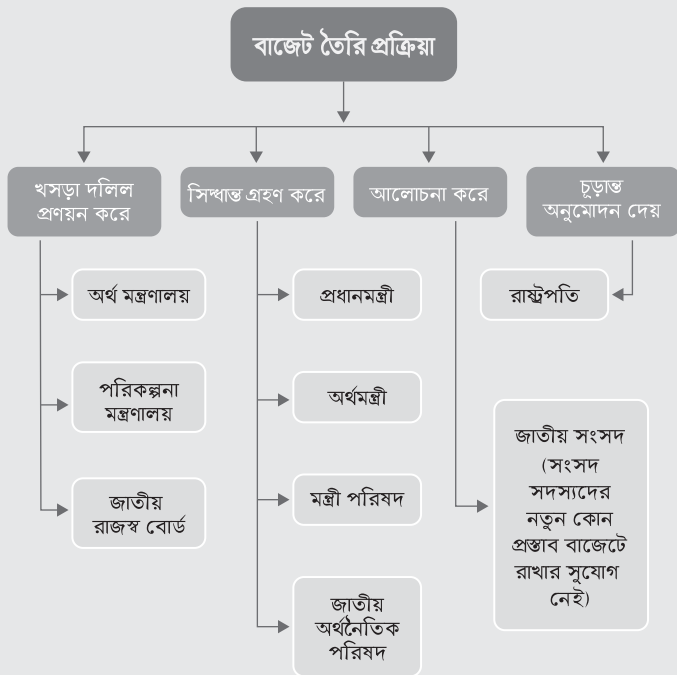 বাজেট তৈরি প্রক্রিয়া
খসড়া দলিল
প্রণয়ন করে
সিদ্ধান্ত গ্রহণ করে
আলোচনা করে
চূড়ান্ত
অনুমোদন দেয়
অর্থ মন্ত্রণালয়
পরিকল্পনা
মন্ত্রণালয়
জাতীয়
রাজস্ব বোর্ড
প্রধানমন্ত্রী
অর্থমন্ত্রী
মন্ত্রী পরিষদ
জাতীয়
অর্থনৈতিক
পরিষদ
রাষ্ট্রপতি
জাতীয় সংসদ
(সংসদ
সদস্যদের
নতুন কোন
প্রস্তাব বাজেটে
রাখার সুযোগ
নেই)